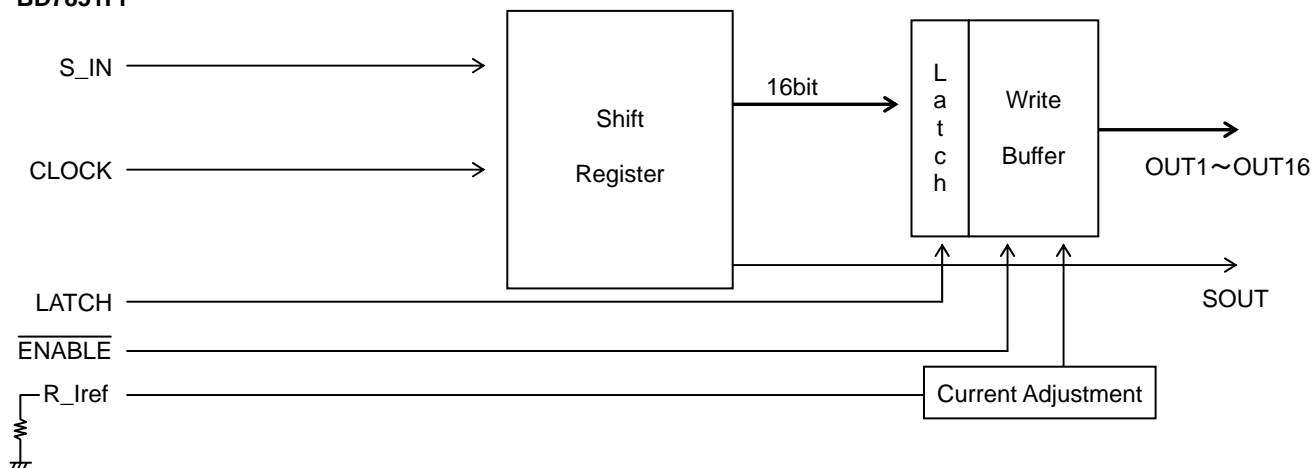 S_IN
CLOCK
LATCH
ENABLE
R_Iref
Shift
Register
16bit
L
a
t
c
h
Write
Buffer
OUT1～OUT16
SOUT
Current Adjustment